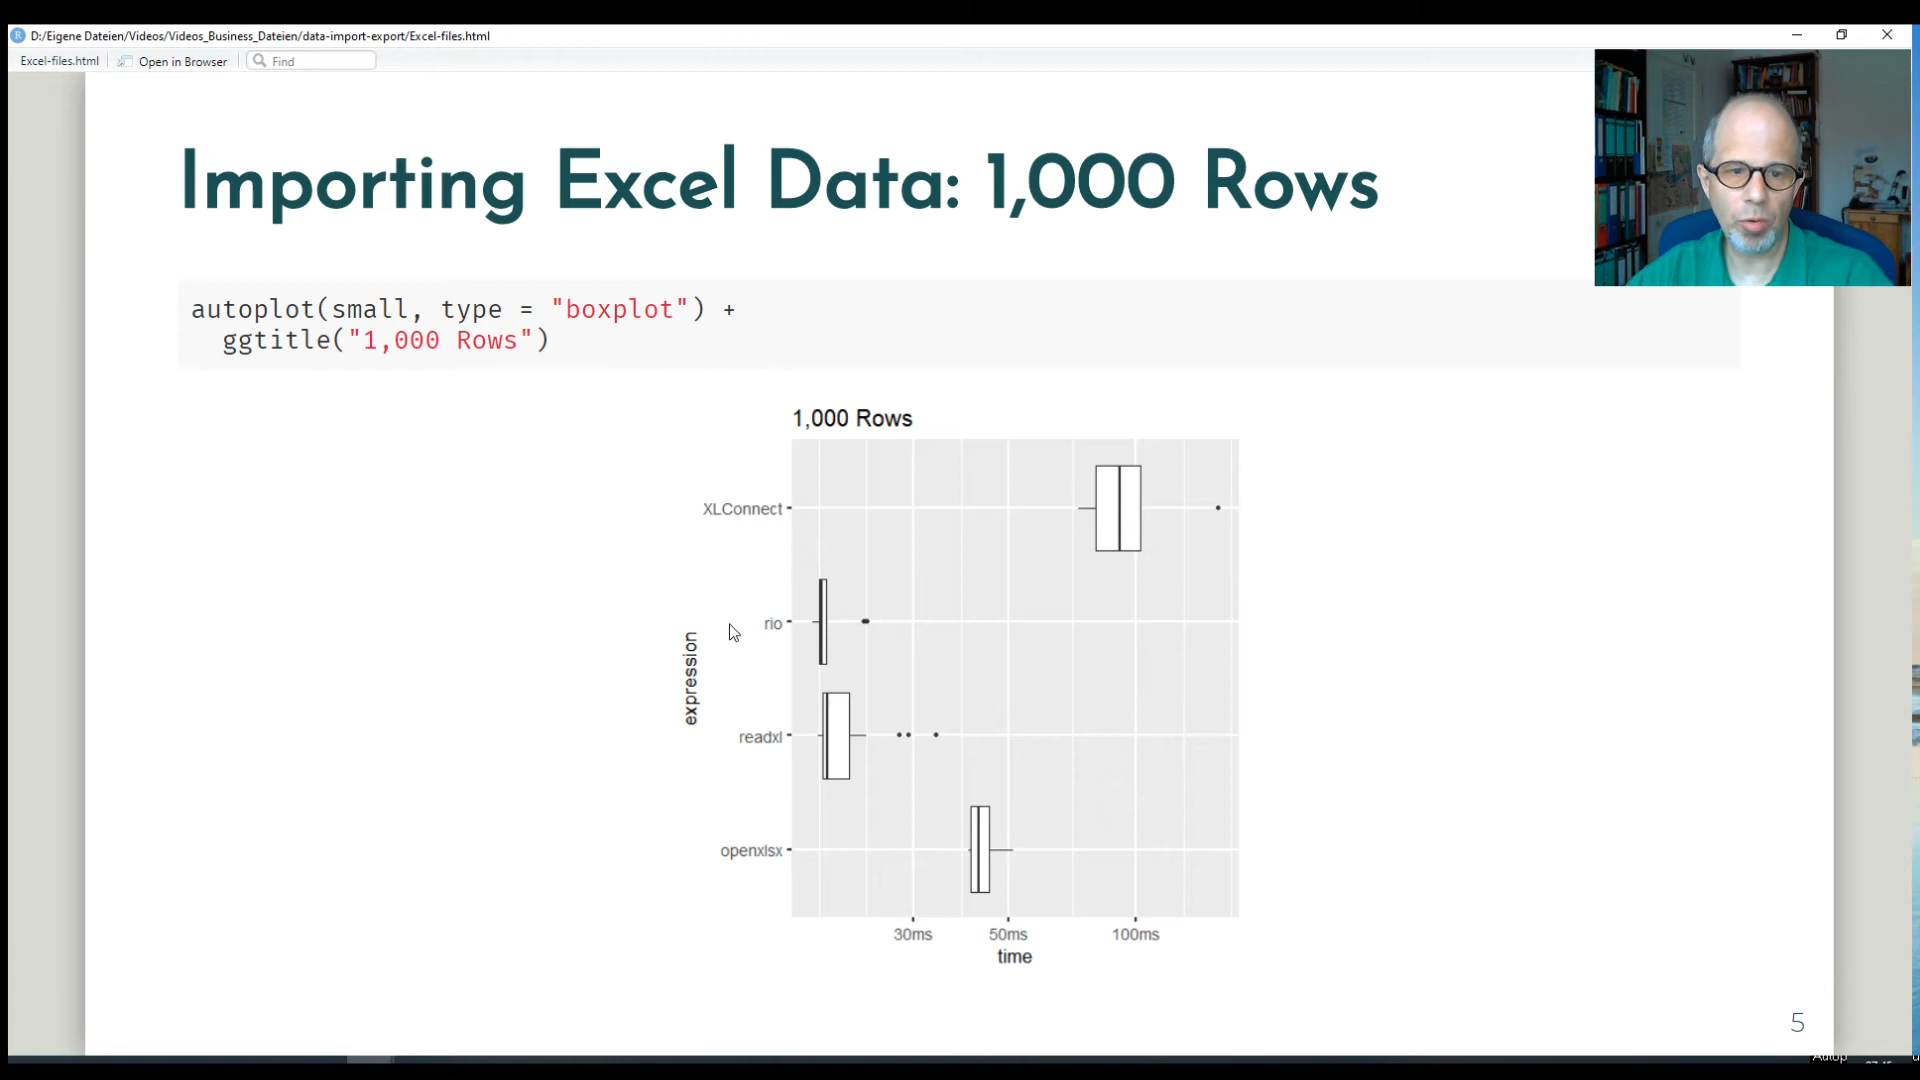 D:/Eigene Dateien/Videos/Videos_Business_Dateien/data-import-export/Excel-files.html
Excel-files.html
Open in Browser
Find
Importing Excel Data: 1,000 Rows
autoplot(small, type = "boxplot") +
ggtitle("1,000 Rows")
1,000 Rows
XLConnect
rio
readxl
openxlsx
expression
30ms 50ms 100ms
time
5